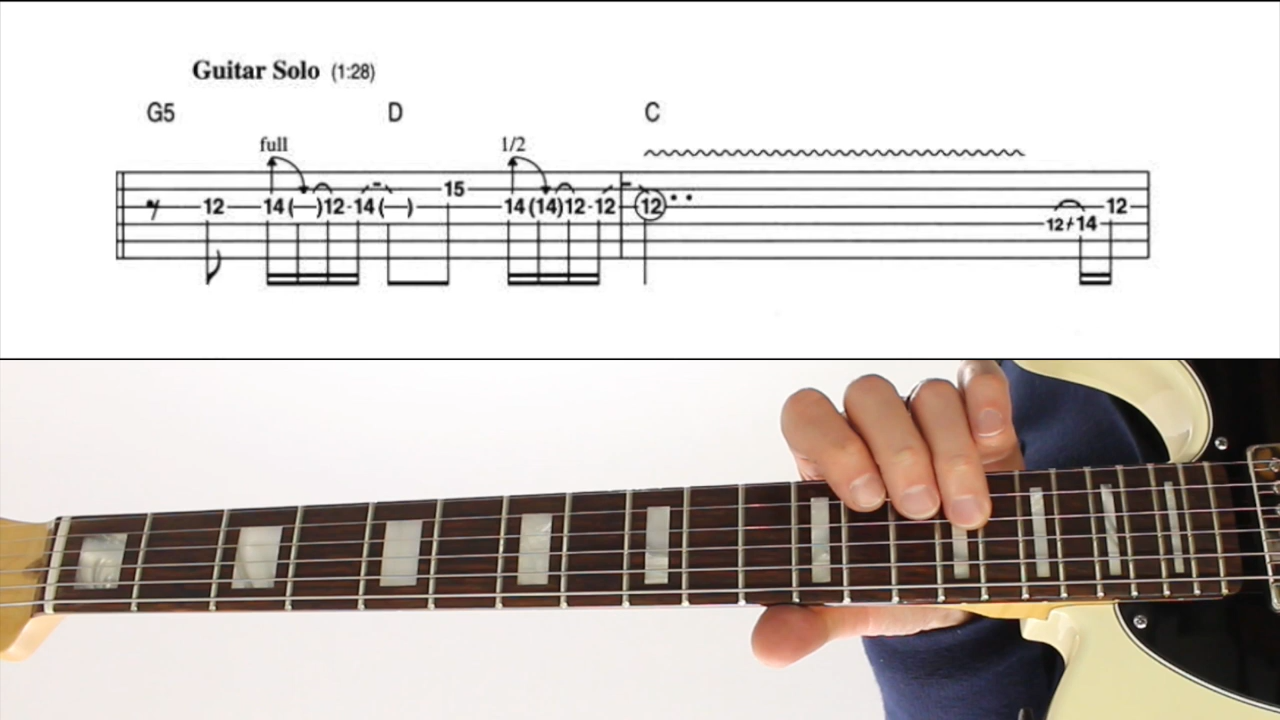 Guitar Solo (1:28)
G5 D C
full 1/2
15
12 14 ( ) 12 - 14 ( ) 14 (14) 12 - 12 12 12
12 / 14